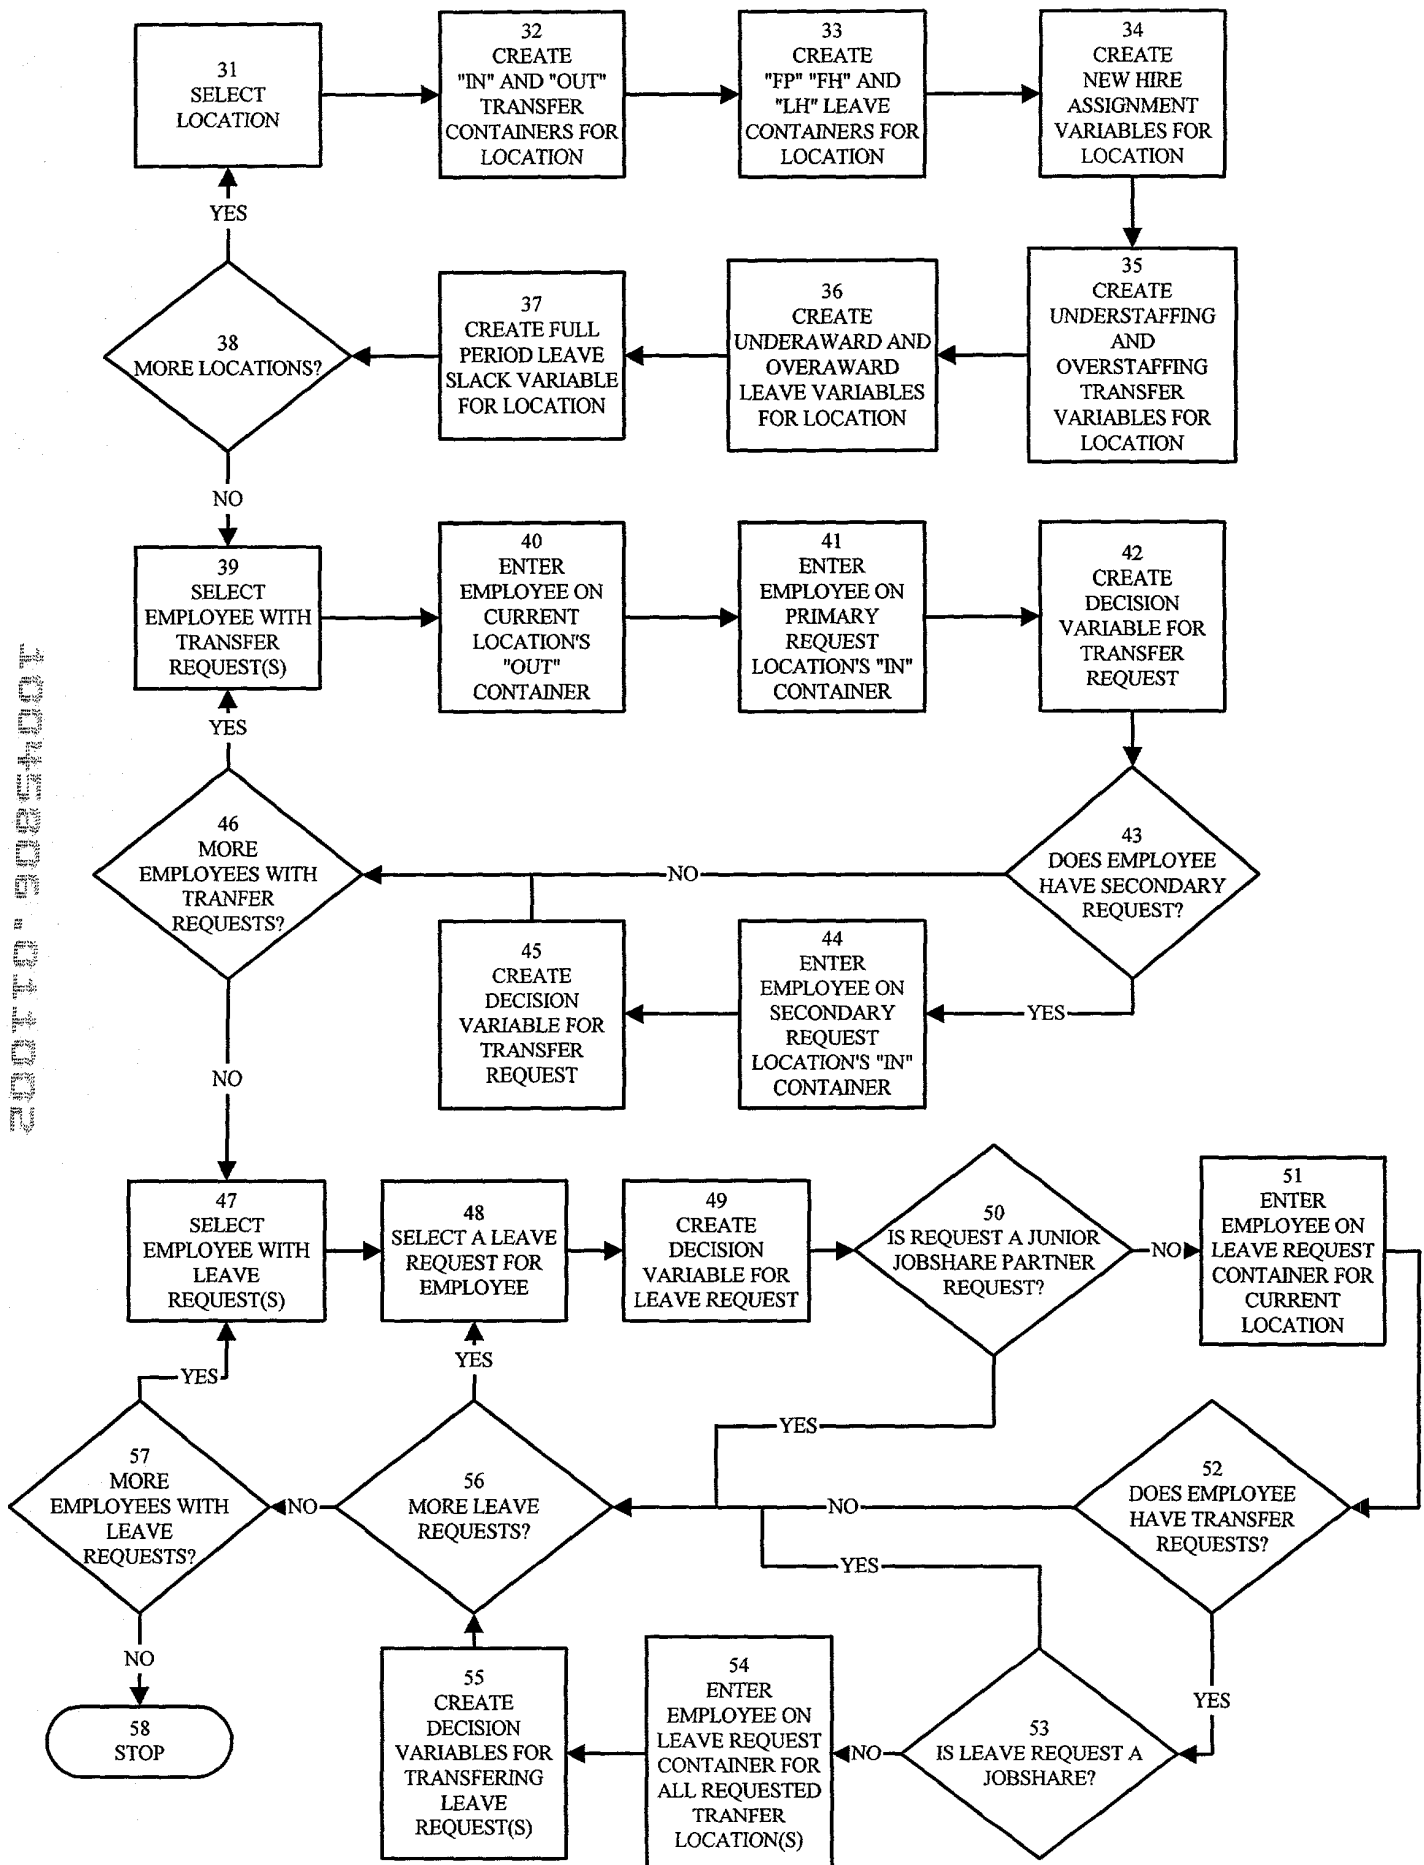 31
SELECT
LOCATION
32
CREATE
"IN" AND "OUT"
TRANSFER
CONTAINERS FOR
LOCATION
33
CREATE
"FP" "FH" AND
"LH" LEAVE
CONTAINERS FOR
LOCATION
34
CREATE
NEW HIRE
ASSIGNMENT
VARIABLES FOR
LOCATION
YES
38
MORE LOCATIONS?
37
CREATE FULL
PERIOD LEAVE
SLACK VARIABLE
FOR LOCATION
36
CREATE
UNDERAWARD AND
OVERAWARD
LEAVE VARIABLES
FOR LOCATION
35
CREATE
UNDERSTAFFING
AND
OVERSTAFFING
TRANSFER
VARIABLES FOR
LOCATION
NO
39
SELECT
EMPLOYEE WITH
TRANSFER
REQUEST(S)
40
ENTER
EMPLOYEE ON
CURRENT
LOCATION'S
"OUT"
CONTAINER
41
ENTER
EMPLOYEE ON
PRIMARY
REQUEST
LOCATION'S "IN"
CONTAINER
42
CREATE
DECISION
VARIABLE FOR
TRANSFER
REQUEST
YES
46
MORE
EMPLOYEES WITH
TRANFER
REQUESTS?
NO
43
DOES EMPLOYEE
HAVE SECONDARY
REQUEST?
45
CREATE
DECISION
VARIABLE FOR
TRANSFER
REQUEST
44
ENTER
EMPLOYEE ON
SECONDARY
REQUEST
LOCATION'S "IN"
CONTAINER
YES
NO
10045806.011002
47
SELECT
EMPLOYEE WITH
LEAVE
REQUEST(S)
48
SELECT A LEAVE
REQUEST FOR
EMPLOYEE
49
CREATE
DECISION
VARIABLE FOR
LEAVE REQUEST
50
IS REQUEST A JUNIOR
JOBSHARE PARTNER
REQUEST?
NO
51
ENTER
EMPLOYEE ON
LEAVE REQUEST
CONTAINER FOR
CURRENT
LOCATION
YES
YES
YES
57
MORE
EMPLOYEES WITH
LEAVE
REQUESTS?
NO
56
MORE LEAVE
REQUESTS?
NO
52
DOES EMPLOYEE
HAVE TRANSFER
REQUESTS?
YES
NO
58
STOP
55
CREATE
DECISION
VARIABLES FOR
TRANSFERING
LEAVE
REQUEST(S)
54
ENTER
EMPLOYEE ON
LEAVE REQUEST
CONTAINER FOR
ALL REQUESTED
TRANFER
LOCATION(S)
NO
53
IS LEAVE REQUEST A
JOBSHARE?
YES